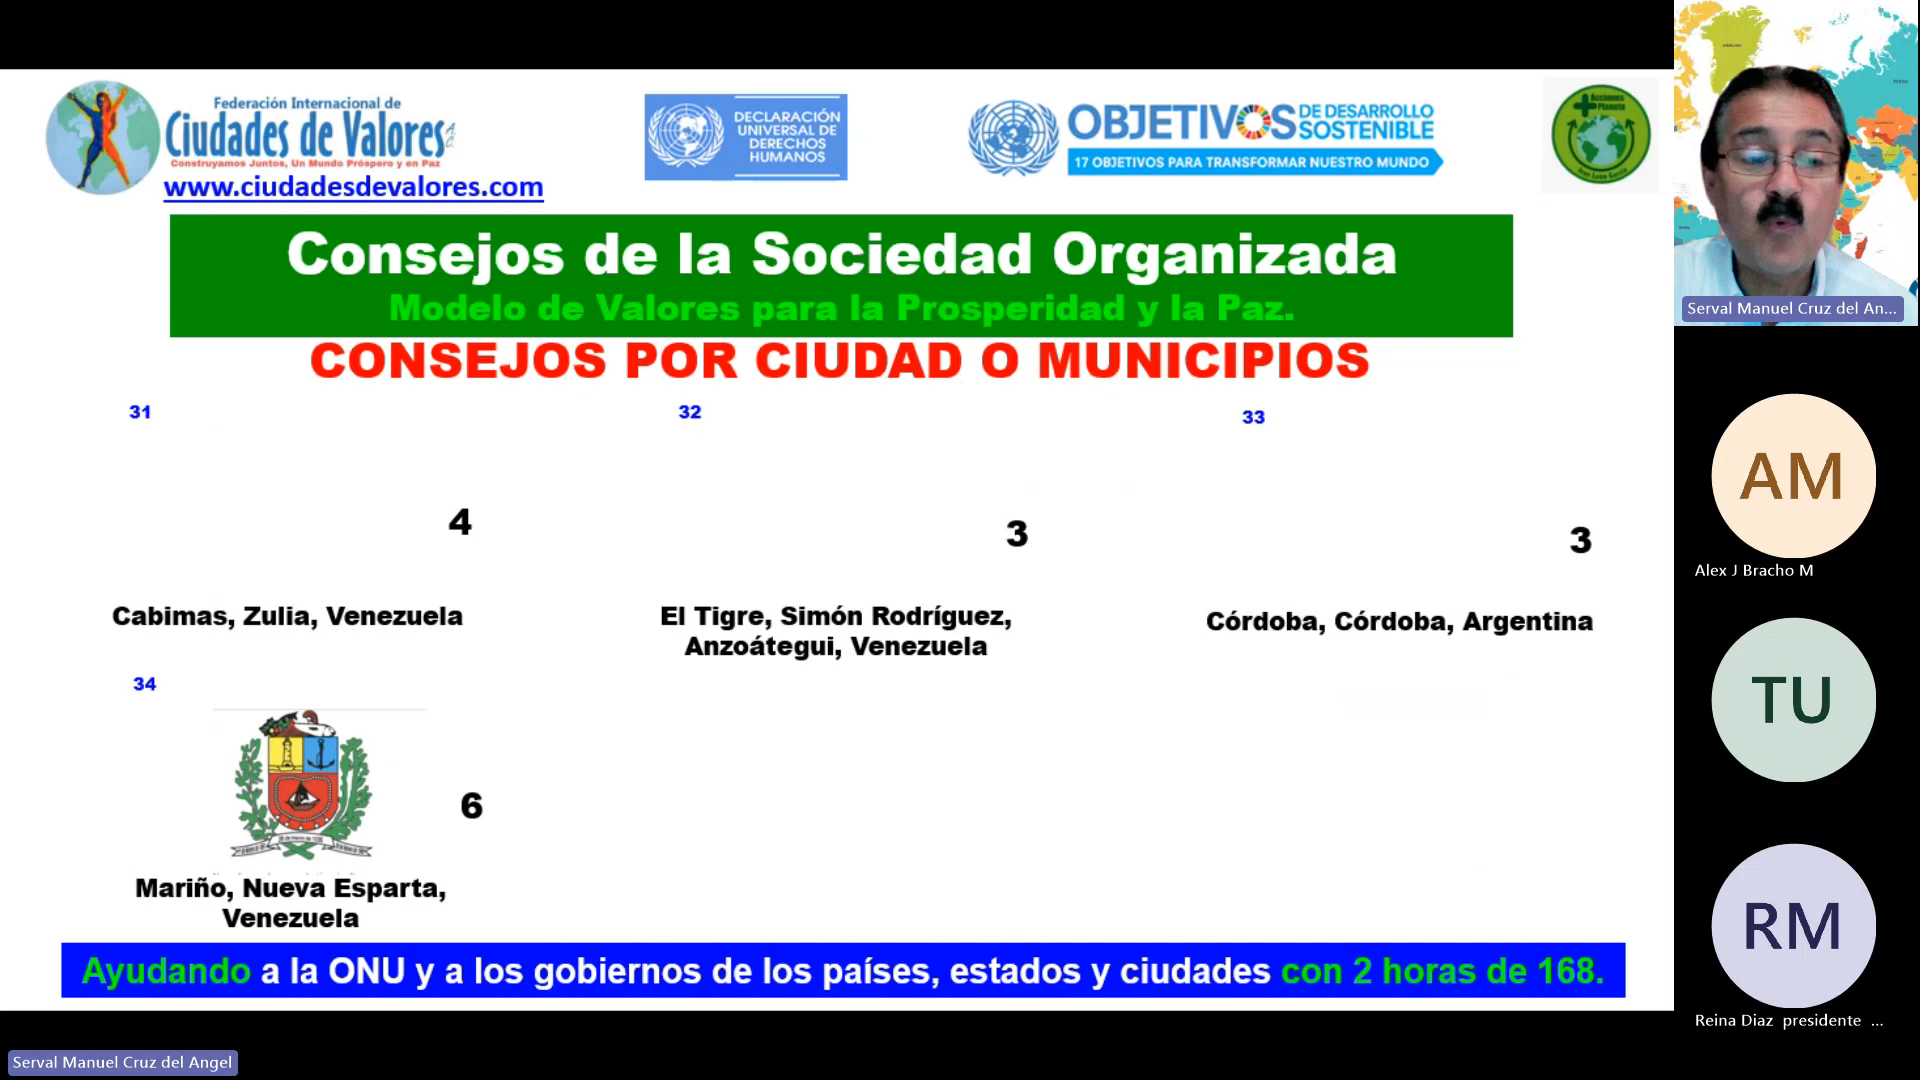 Federación Internacional de
Ciudades de Valores
Construyamos Juntos, Un Mundo Próspero y en Paz
www.ciudadesdevalores.com
DECLARACIÓN
UNIVERSAL DE
DERECHOS
HUMANOS
OBJETIVOS DE DESARROLLO
SOSTENIBLE
17 OBJETIVOS PARA TRANSFORMAR NUESTRO MUNDO
Acciones
Planeta
Consejos de la Sociedad Organizada
Modelo de Valores para la Prosperidad y la Paz.
CONSEJOS POR CIUDAD O MUNICIPIOS
31
32
33
4
3
3
Cabimas, Zulia, Venezuela
El Tigre, Simón Rodríguez,
Anzoátegui, Venezuela
Córdoba, Córdoba, Argentina
34
6
Mariño, Nueva Esparta,
Venezuela
Ayudando a la ONU y a los gobiernos de los países, estados y ciudades con 2 horas de 168.
Serval Manuel Cruz del An...
AM
Alex J Bracho M
TU
RM
Reina Diaz presidente ...
Serval Manuel Cruz del Angel